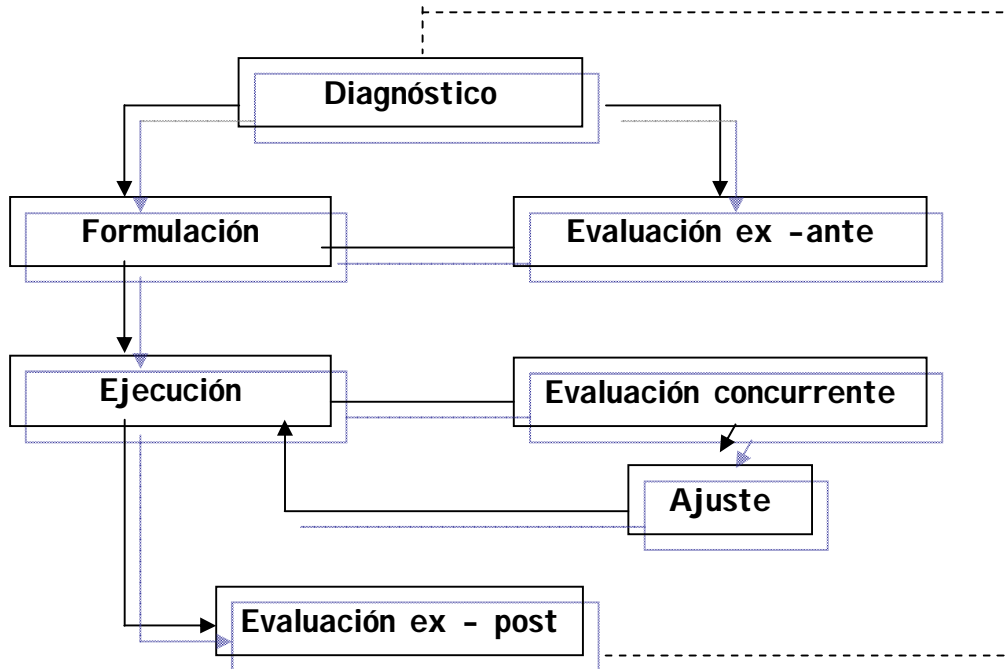 Diagnóstico
Formulación
Evaluación ex -ante
Ejecución
Evaluación concurrente
Ajuste
Evaluación ex - post